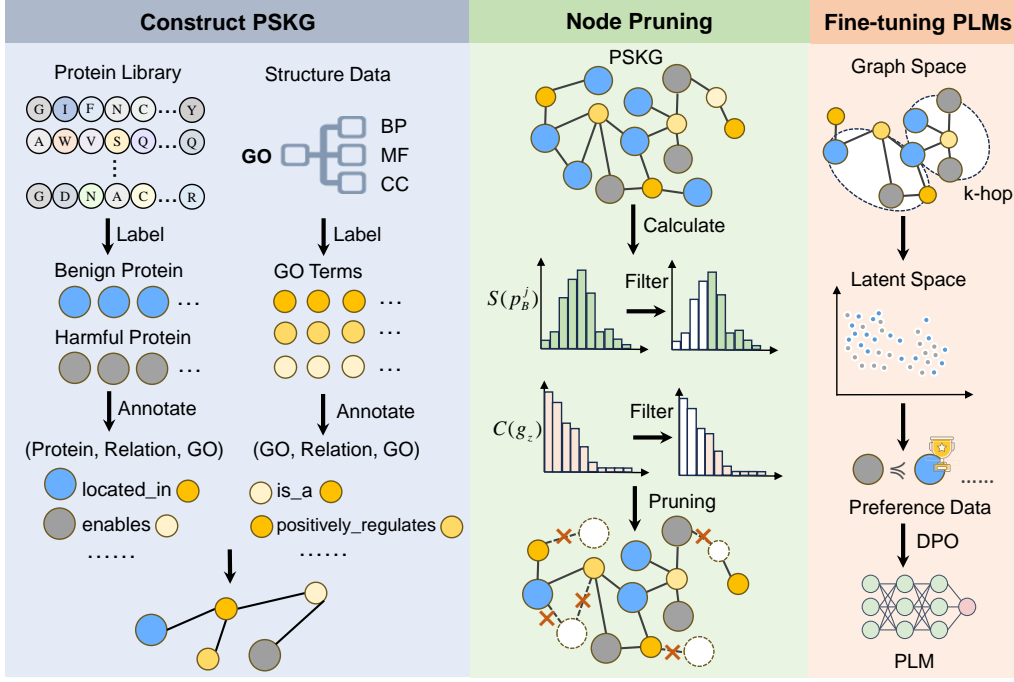 Construct PSKG
Protein Library
G I F N C ... Y
A W V S Q ... Q
G D N A C ... R
Label
Benign Protein
...
Harmful Protein
...
Annotate
(Protein, Relation, GO)
located_in
enables
......
Structure Data
GO
BP
MF
CC
Label
GO Terms
...
...
...
Annotate
(GO, Relation, GO)
is_a
positively_regulates
......
Node Pruning
PSKG
Calculate
S(p_B^j)
Filter
C(g_z)
Filter
Pruning
Fine-tuning PLMs
Graph Space
k-hop
Latent Space
≼
......
Preference Data
DPO
PLM